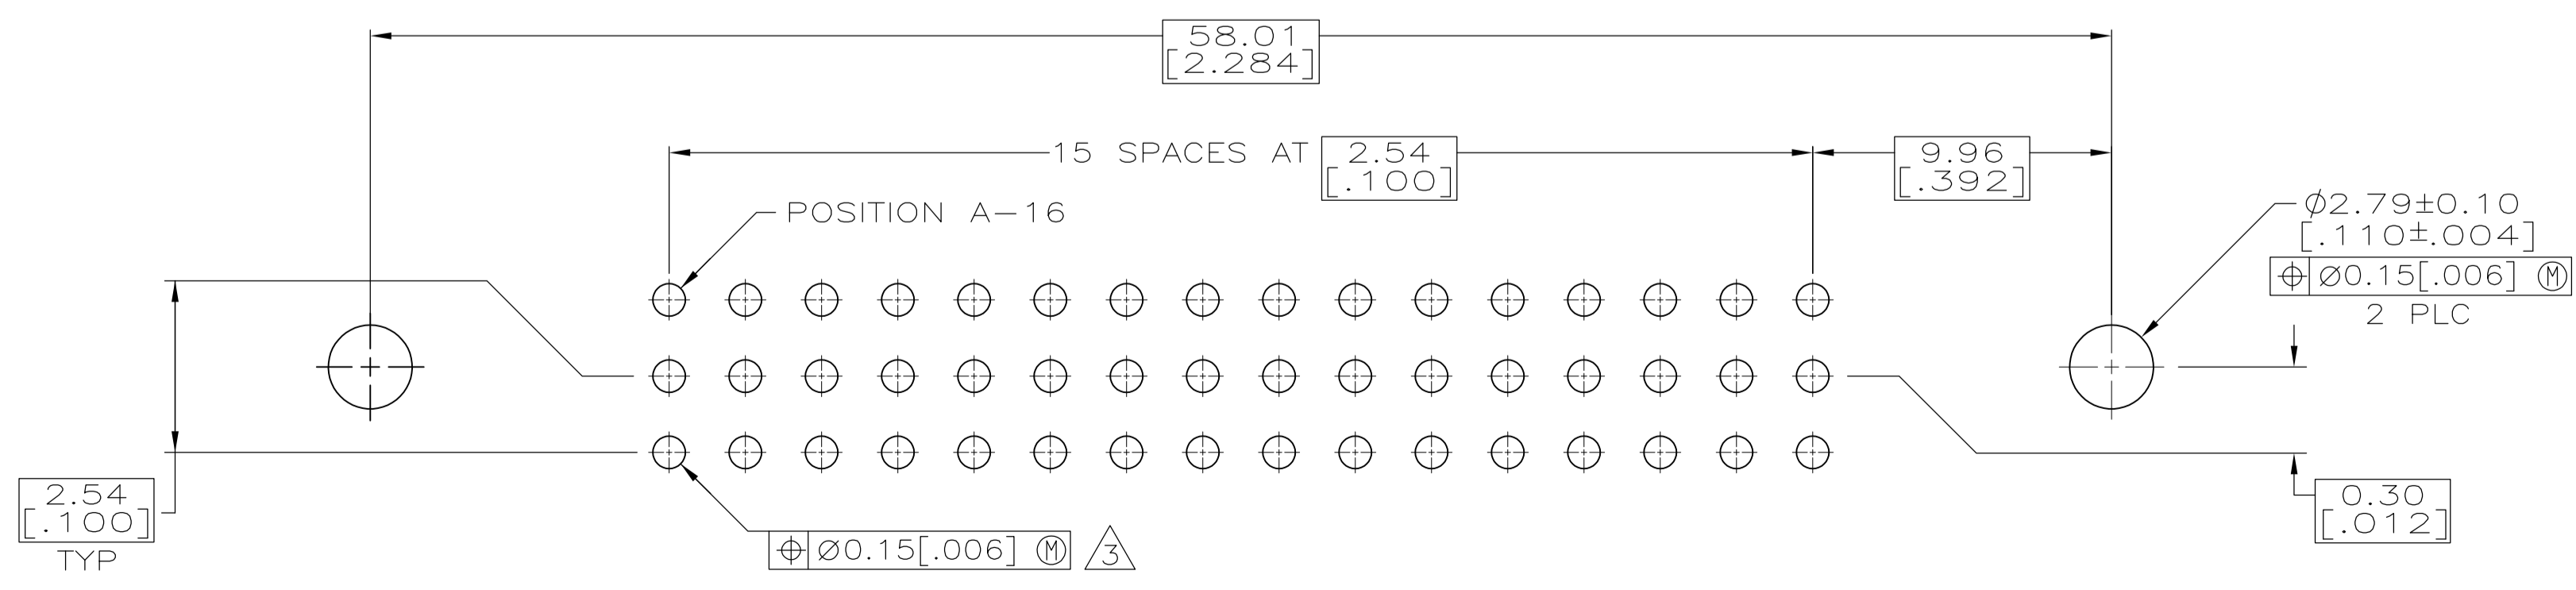 58.01
[2.284]
15 SPACES AT 2.54
[.100]
9.96
[.392]
POSITION A-16
Ø2.79±0.10
[.110±.004]
⌖ Ø0.15[.006] Ⓜ
2 PLC
2.54
[.100]
TYP
⌖ Ø0.15[.006] Ⓜ 3
0.30
[.012]